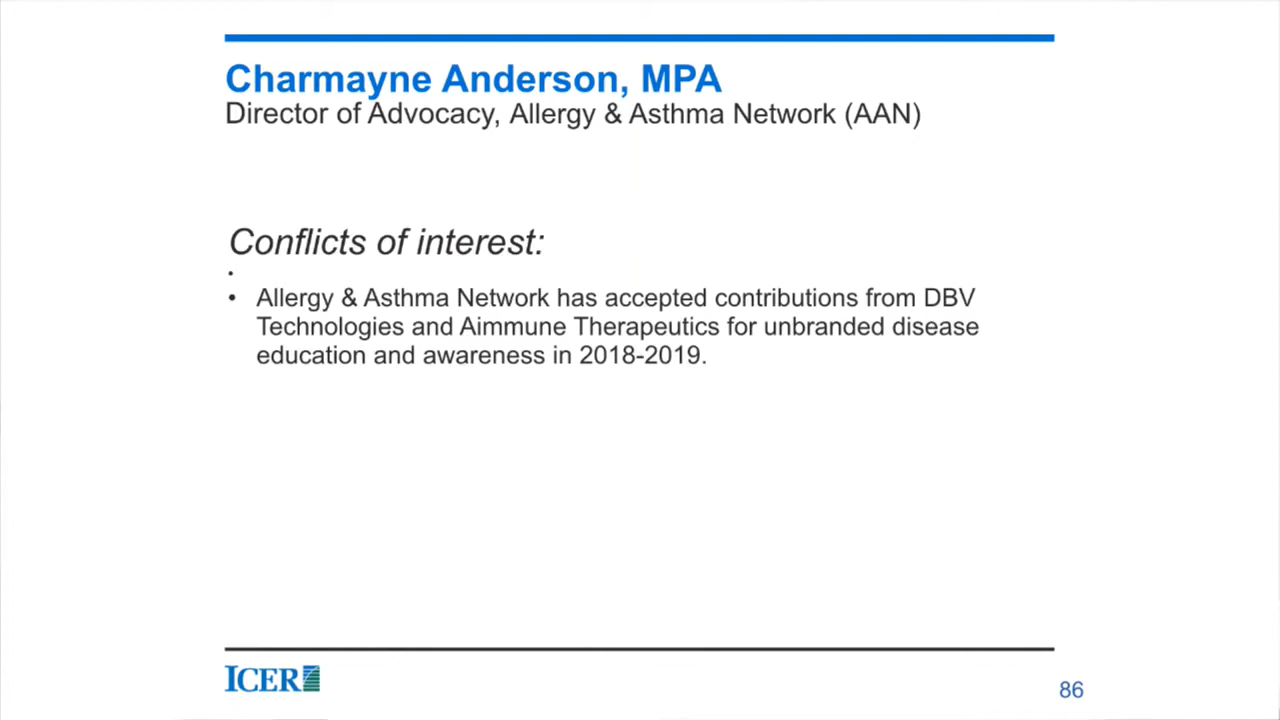 Charmayne Anderson, MPA
Director of Advocacy, Allergy & Asthma Network (AAN)
Conflicts of interest:
•
• Allergy & Asthma Network has accepted contributions from DBV
Technologies and Aimmune Therapeutics for unbranded disease
education and awareness in 2018-2019.
ICER
86